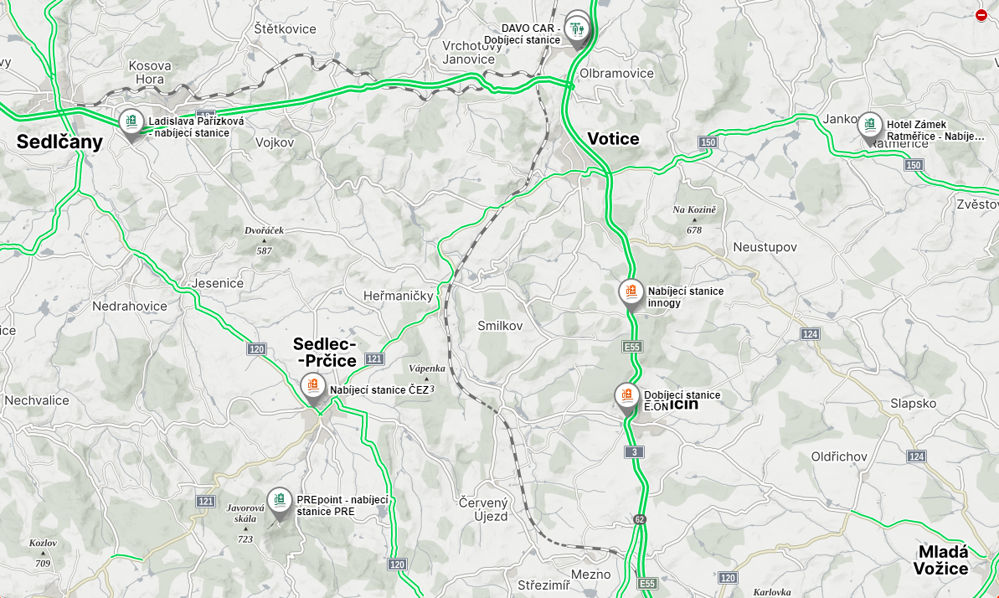 Štětkovice
DAVO CAR -
Dobíjecí stanice
Vrchotovy
Janovice
Kosova
Hora
Olbramovice
Ladislava Pařízková
- nabíjecí stanice
Sedlčany
Vojkov
Votice
150
Hotel Zámek
Ratměřice - Nabíje...
Ratměřice
150
Zvěstov
Na Kozině
678
Dvořáček
587
Neustupov
Jesenice
Nedrahovice
Heřmaničky
Nabíjecí stanice
innogy
Smilkov
124
ice
120
Sedlec-
-Prčice
121
E55
Vápenka
3
Nabíjecí stanice ČEZ
Dobíjecí stanice
E.ON
Nechvalice
Slapsko
3
Oldřichov
124
121
Javorová
skála
723
PREpoint - nabíjecí
stanice PRE
Červený
Újezd
62
Kozlov
709
120
Mezno
Střezimíř
E55
120
Karlovka
Mladá
Vožice